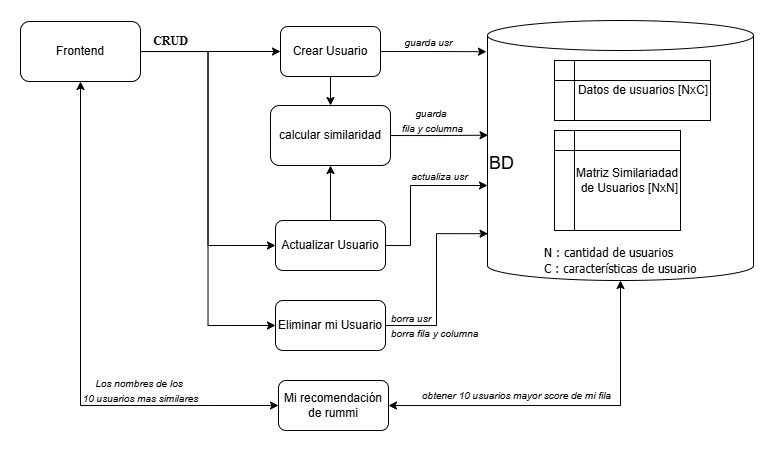 Frontend
CRUD
Crear Usuario
guarda usr
calcular similaridad
guarda
fila y columna
Actualizar Usuario
actualiza usr
Eliminar mi Usuario
borra usr
borra fila y columna
Mi recomendación
de rummi
Los nombres de los
10 usuarios mas similares
obtener 10 usuarios mayor score de mi fila
BD
Datos de usuarios [NxC]
Matriz Similariadad
de Usuarios [NxN]
N : cantidad de usuarios
C : características de usuario